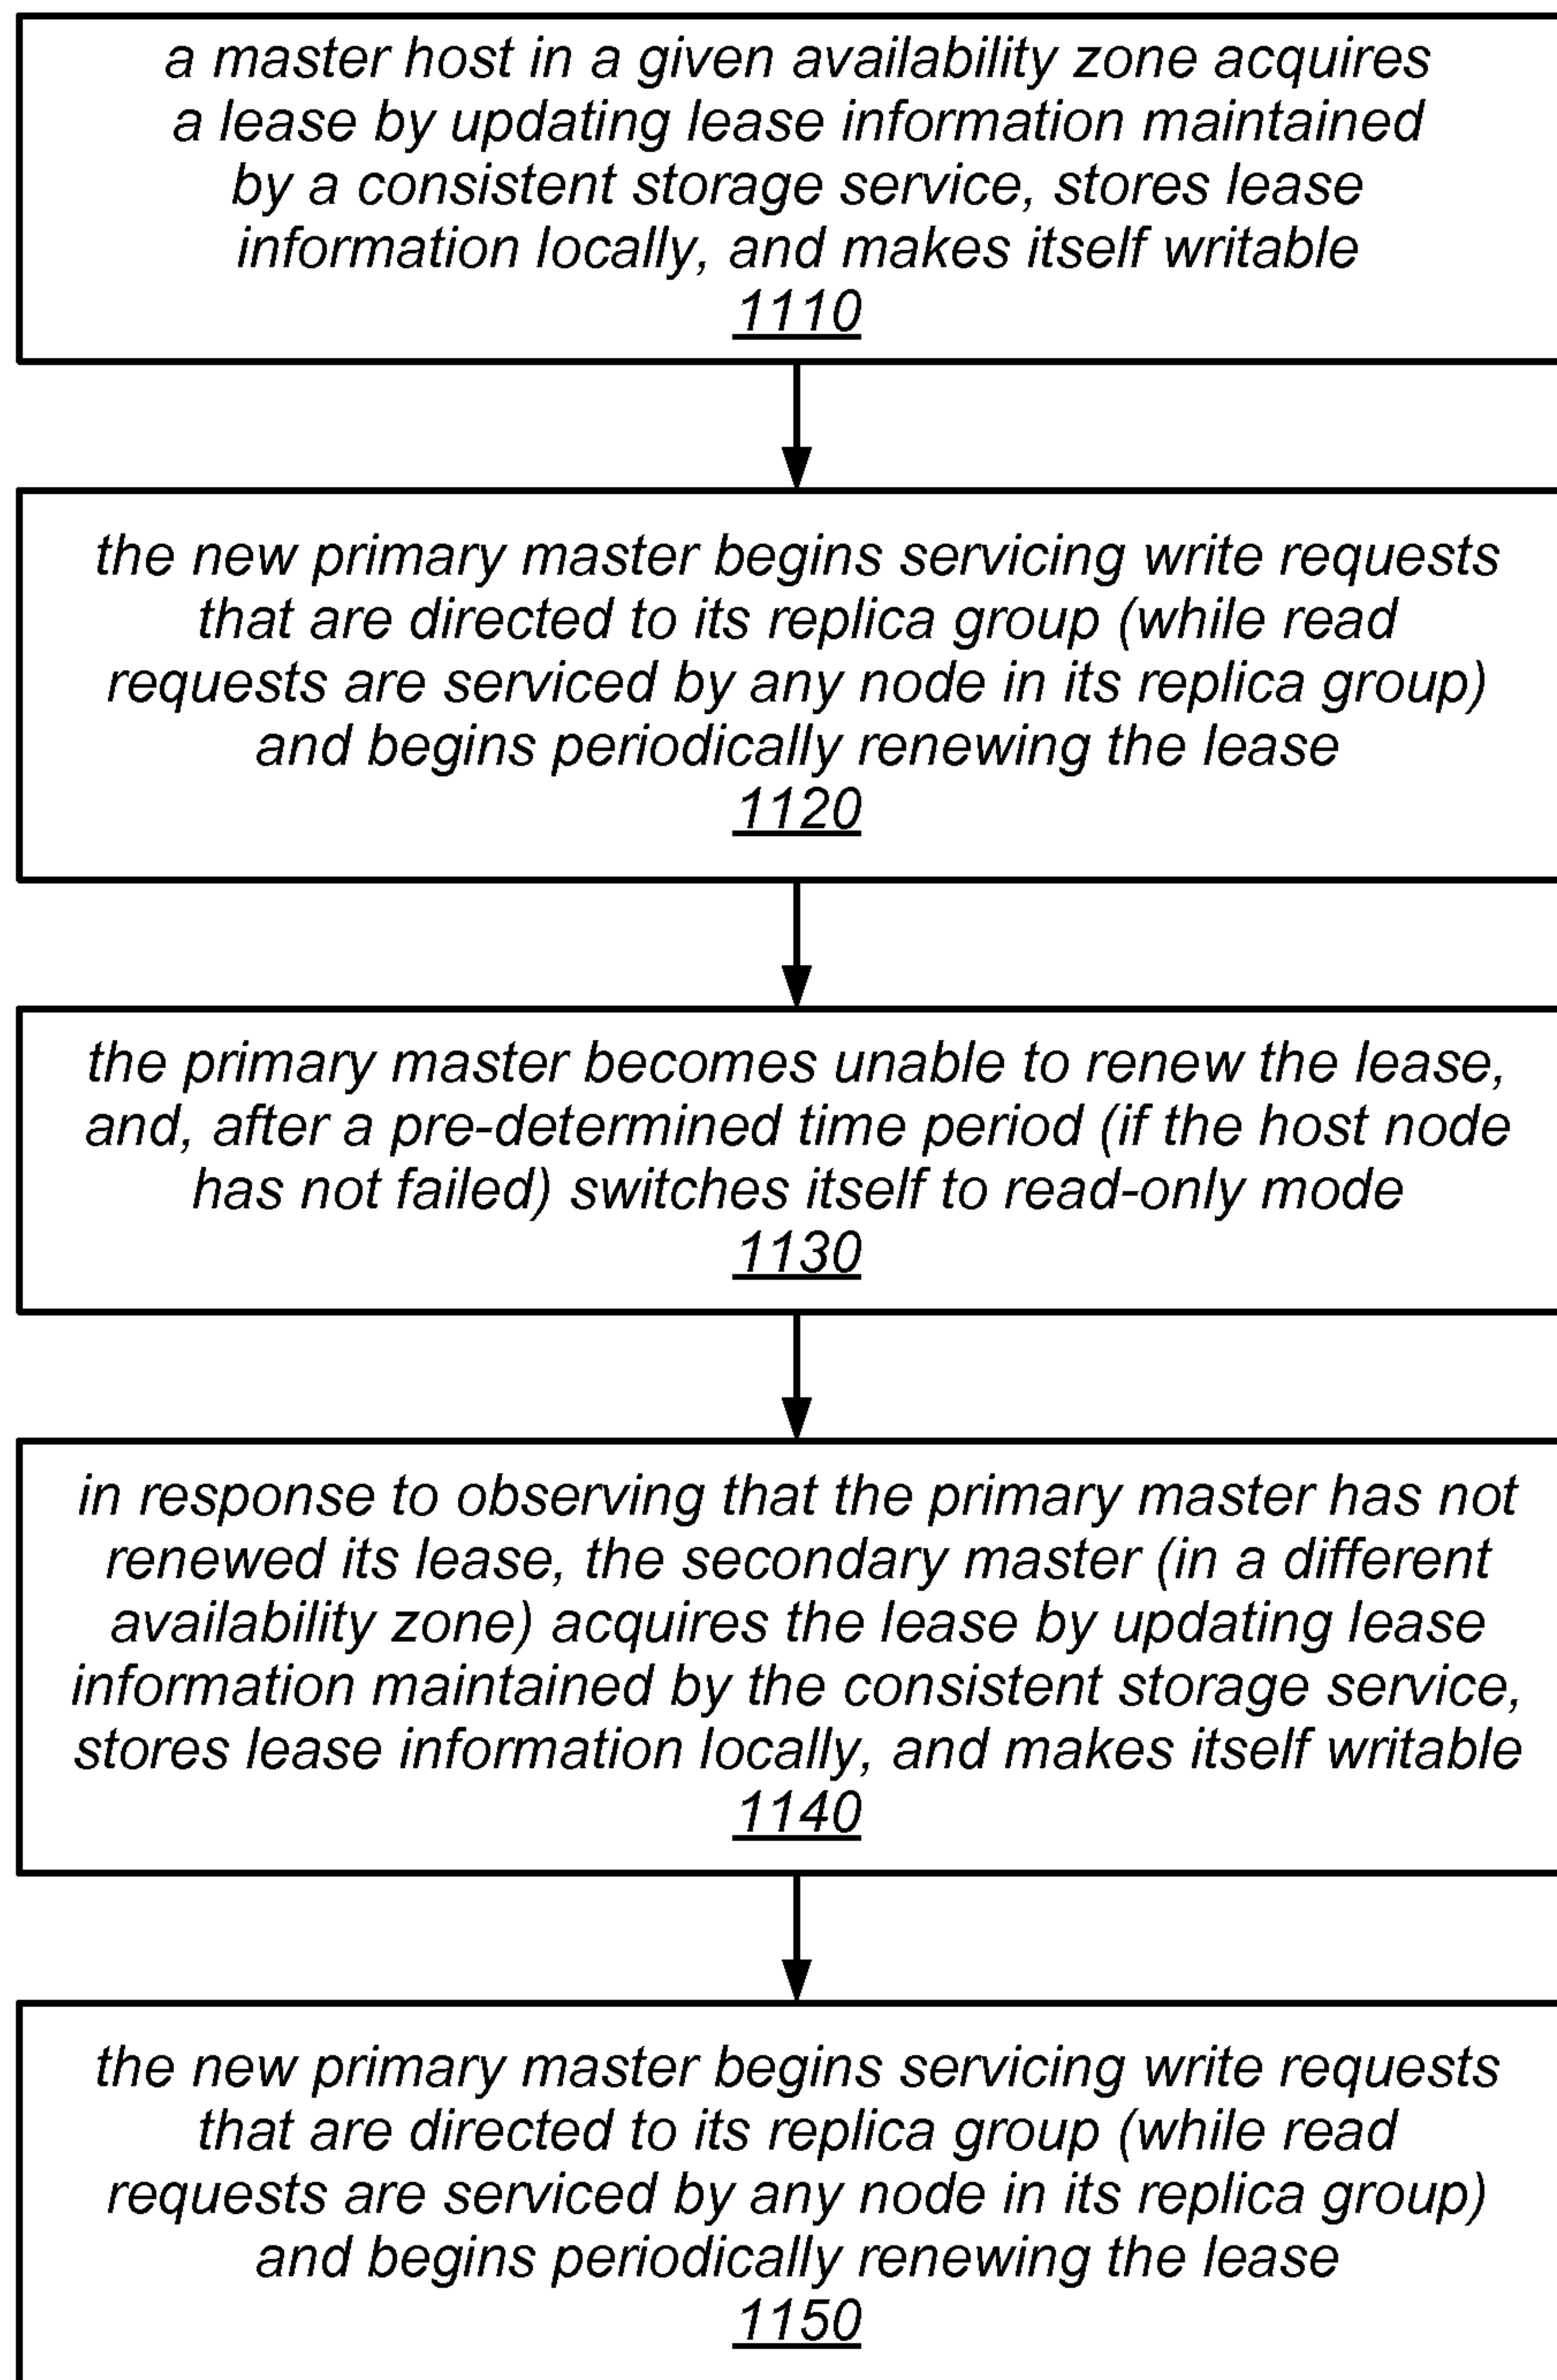 a master host in a given availability zone acquires
a lease by updating lease information maintained
by a consistent storage service, stores lease
information locally, and makes itself writable
1110
the new primary master begins servicing write requests
that are directed to its replica group (while read
requests are serviced by any node in its replica group)
and begins periodically renewing the lease
1120
the primary master becomes unable to renew the lease,
and, after a pre-determined time period (if the host node
has not failed) switches itself to read-only mode
1130
in response to observing that the primary master has not
renewed its lease, the secondary master (in a different
availability zone) acquires the lease by updating lease
information maintained by the consistent storage service,
stores lease information locally, and makes itself writable
1140
the new primary master begins servicing write requests
that are directed to its replica group (while read
requests are serviced by any node in its replica group)
and begins periodically renewing the lease
1150